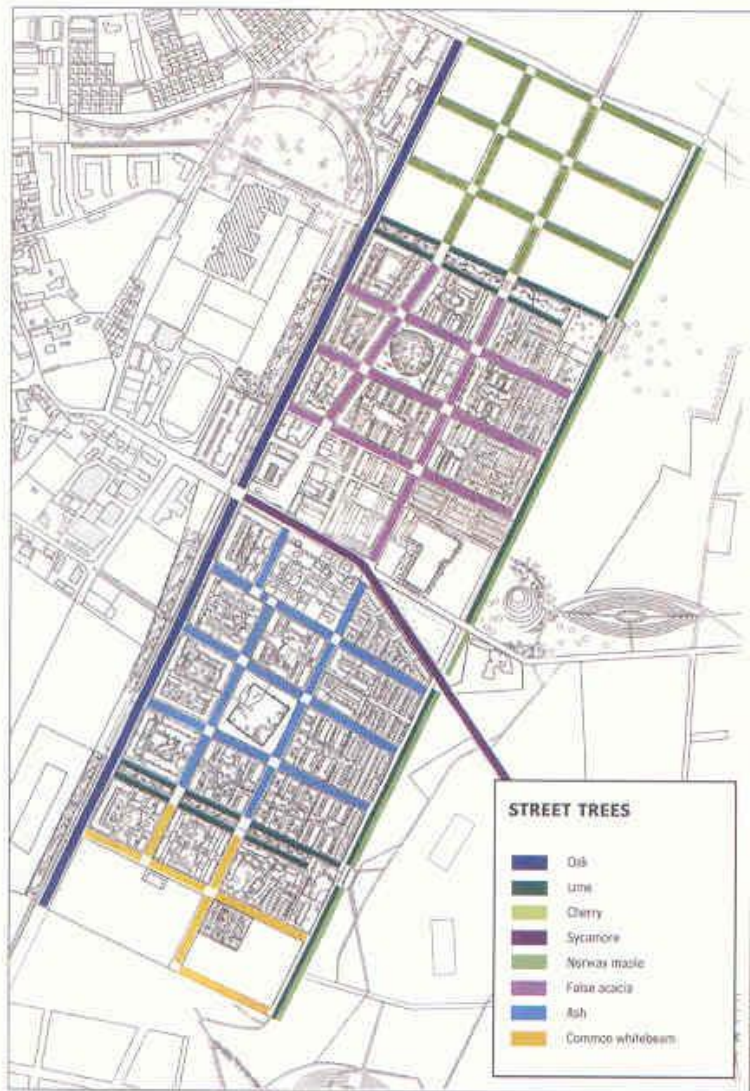 STREET TREES
Oak
Lime
Cherry
Sycamore
Norway maple
False acacia
Ash
Common whitebeam